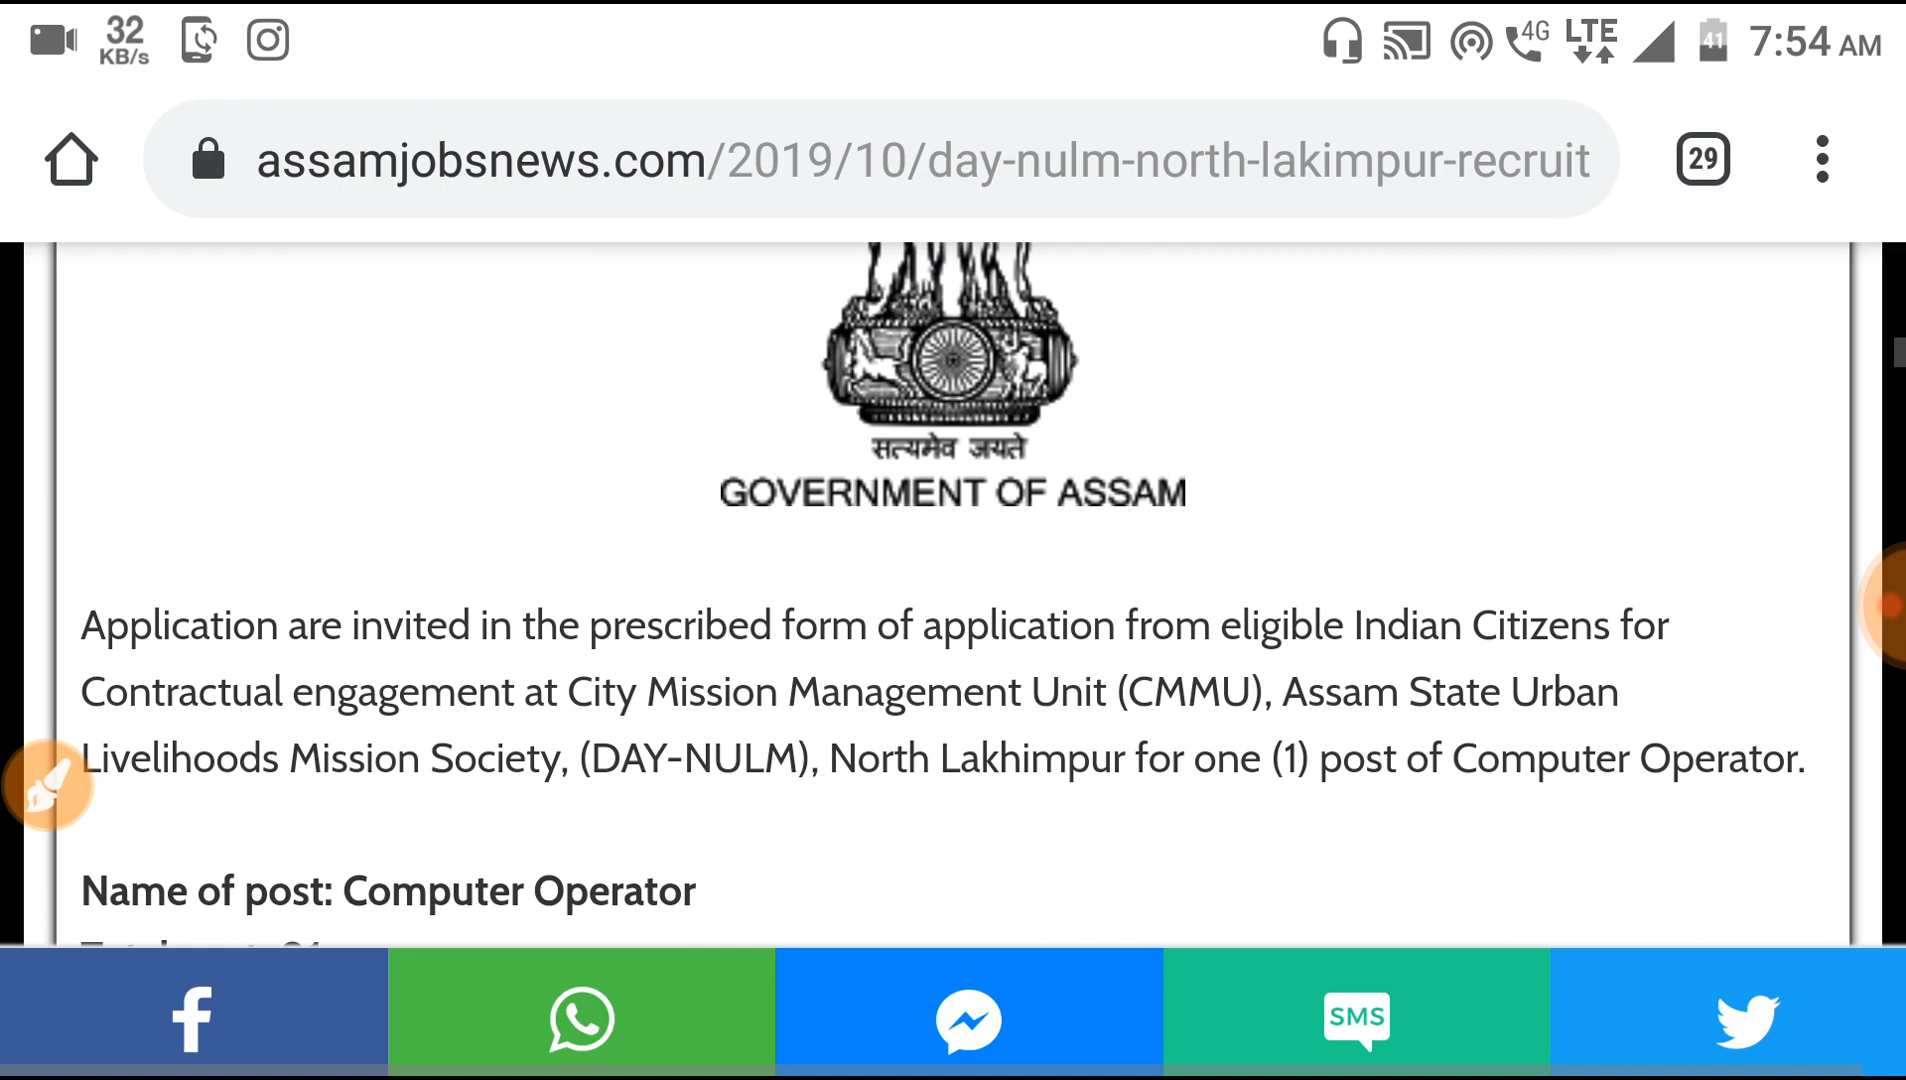 32
KB/s
4G
LTE
41
7:54 AM
assamjobsnews.com/2019/10/day-nulm-north-lakimpur-recruit
29
सत्यमेव जयते
GOVERNMENT OF ASSAM
Application are invited in the prescribed form of application from eligible Indian Citizens for
Contractual engagement at City Mission Management Unit (CMMU), Assam State Urban
Livelihoods Mission Society, (DAY-NULM), North Lakhimpur for one (1) post of Computer Operator.
Name of post: Computer Operator
SMS